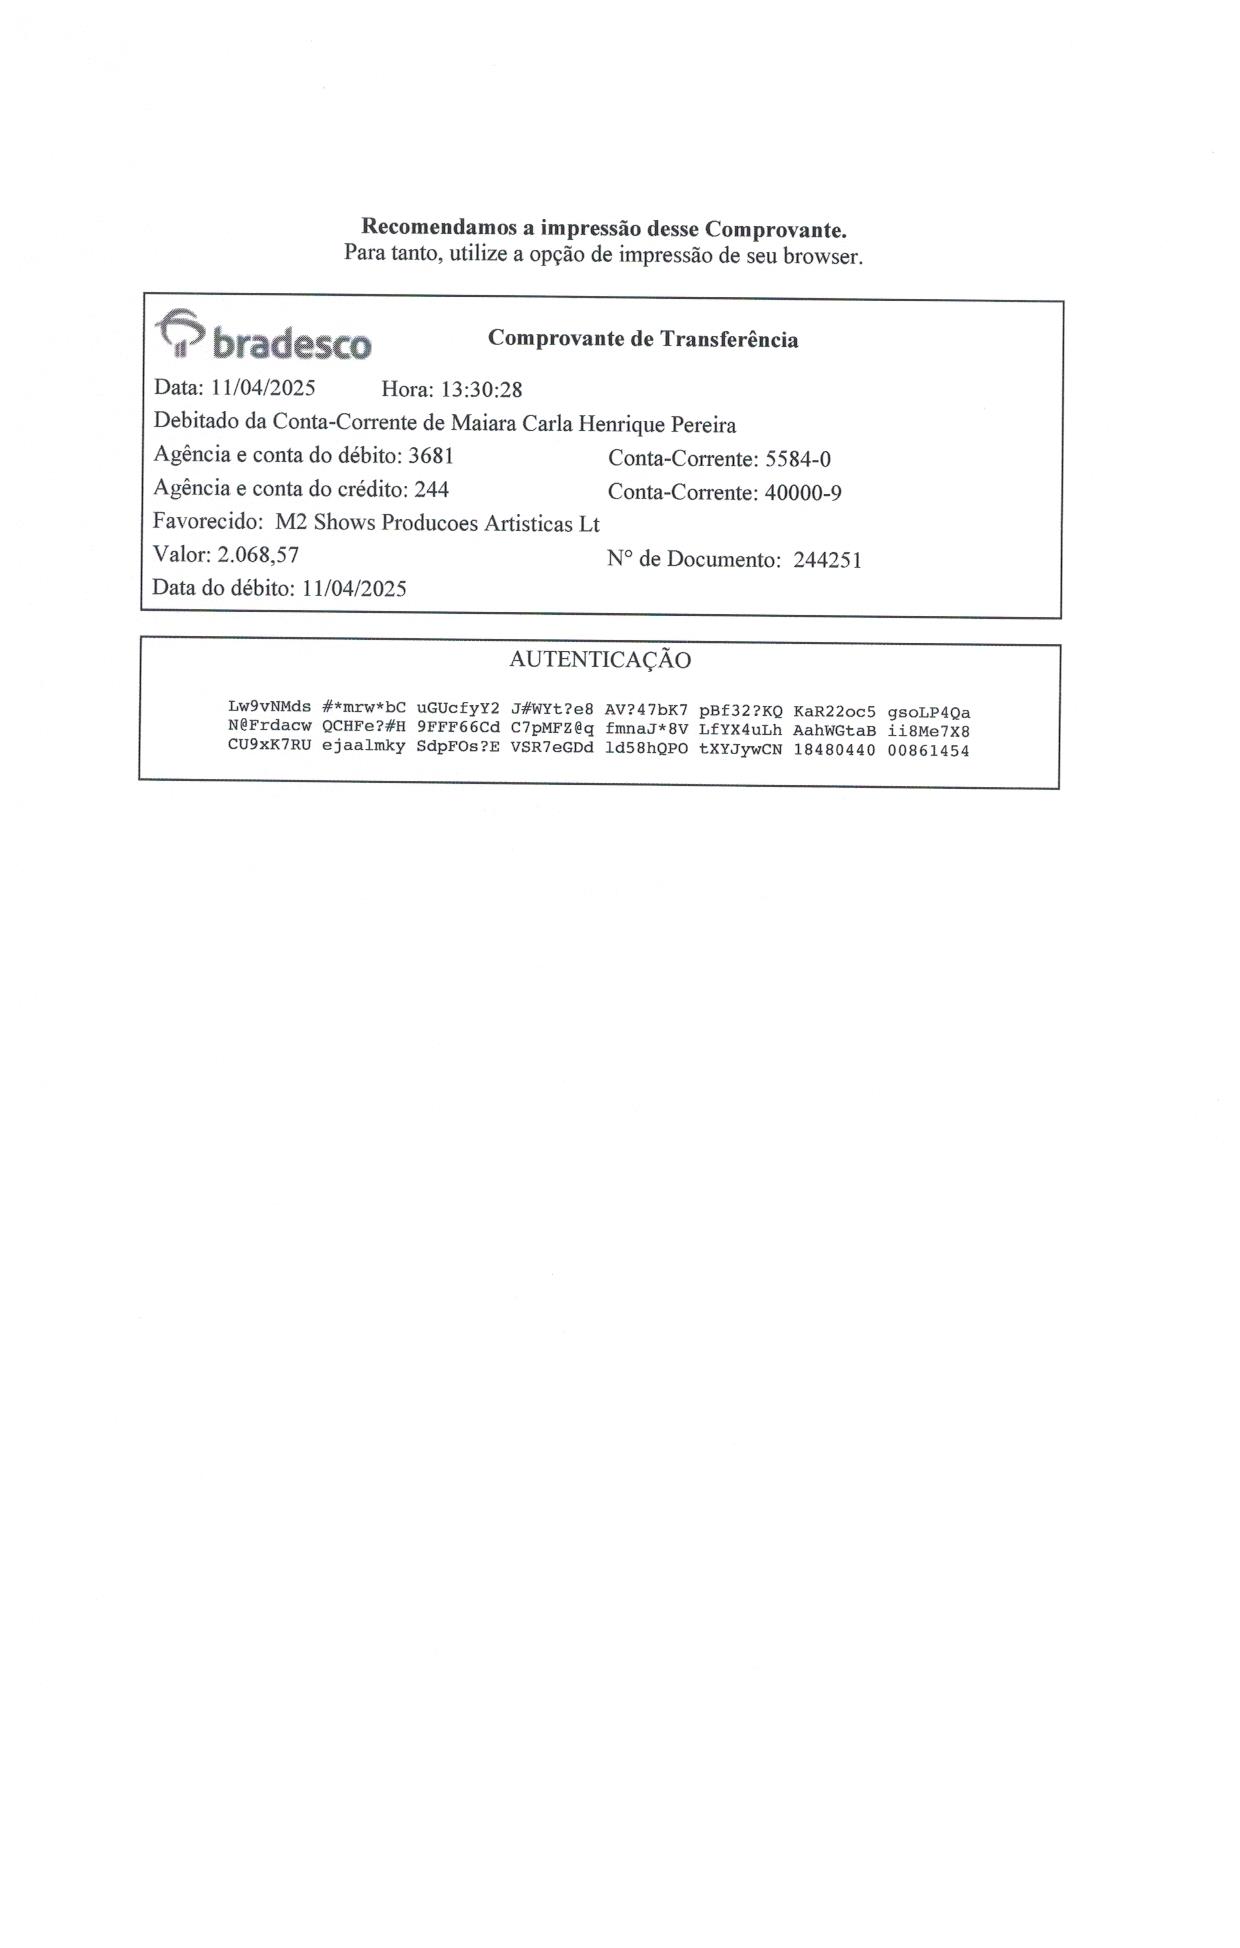 Recomendamos a impressão desse Comprovante.
Para tanto, utilize a opção de impressão de seu browser.
bradesco
Comprovante de Transferência
Data: 11/04/2025 Hora: 13:30:28
Debitado da Conta-Corrente de Maiara Carla Henrique Pereira
Agência e conta do débito: 3681 Conta-Corrente: 5584-0
Agência e conta do crédito: 244 Conta-Corrente: 40000-9
Favorecido: M2 Shows Producoes Artisticas Lt
Valor: 2.068,57 N° de Documento: 244251
Data do débito: 11/04/2025
AUTENTICAÇÃO
Lw9vNMds #*mrw*bC uGUcfyY2 J#WYt?e8 AV?47bK7 pBf32?KQ KaR22oc5 gsoLP4Qa
N@Frdacw QCHFe?#H 9FFF66Cd C7pMFZ@q fmnaJ*8V LfYX4uLh AahWGtaB ii8Me7X8
CU9xK7RU ejaalmky SdpFOs?E VSR7eGDd ld58hQPO tXYJywCN 18480440 00861454